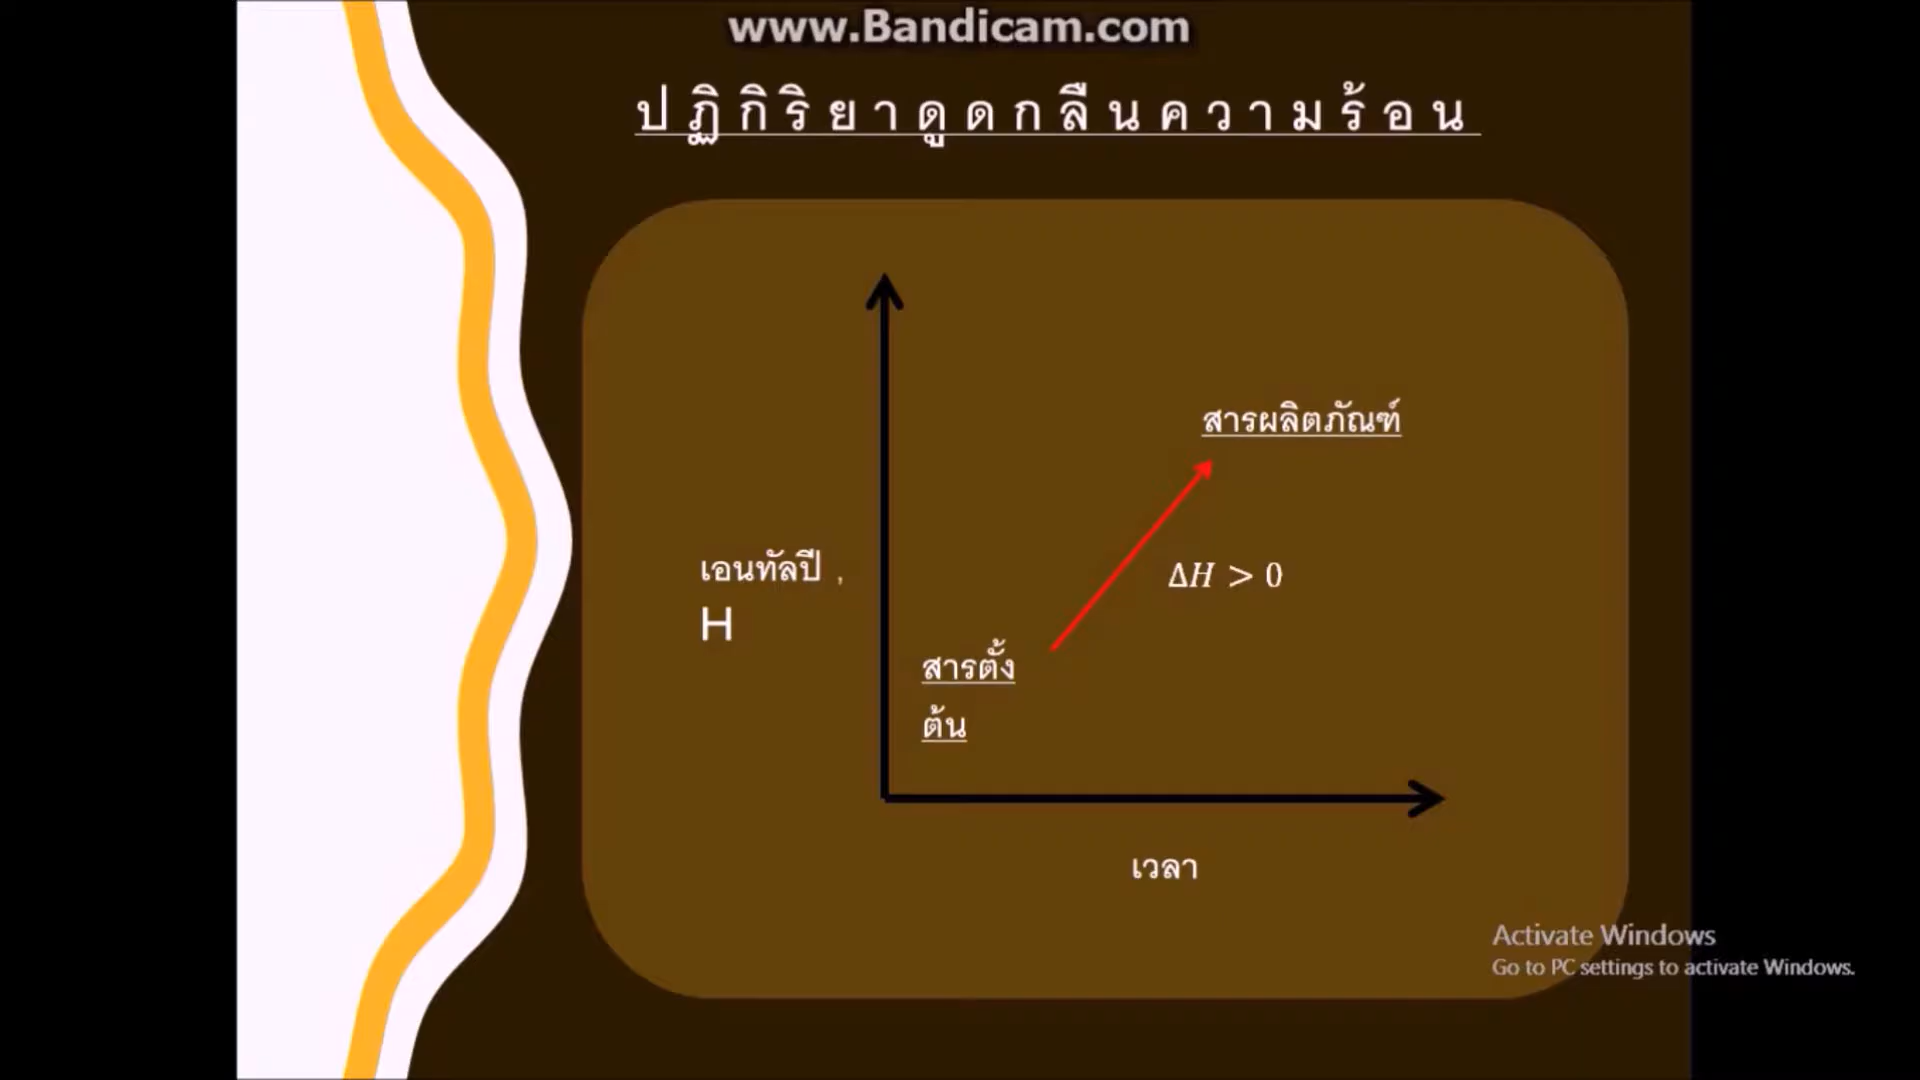 www.Bandicam.com
ปฏิกิริยาดูดกลืนความร้อน
สารผลิตภัณฑ์
เอนทัลปี ,
H
ΔH > 0
สารตั้ง
ต้น
เวลา
Activate Windows
Go to PC settings to activate Windows.